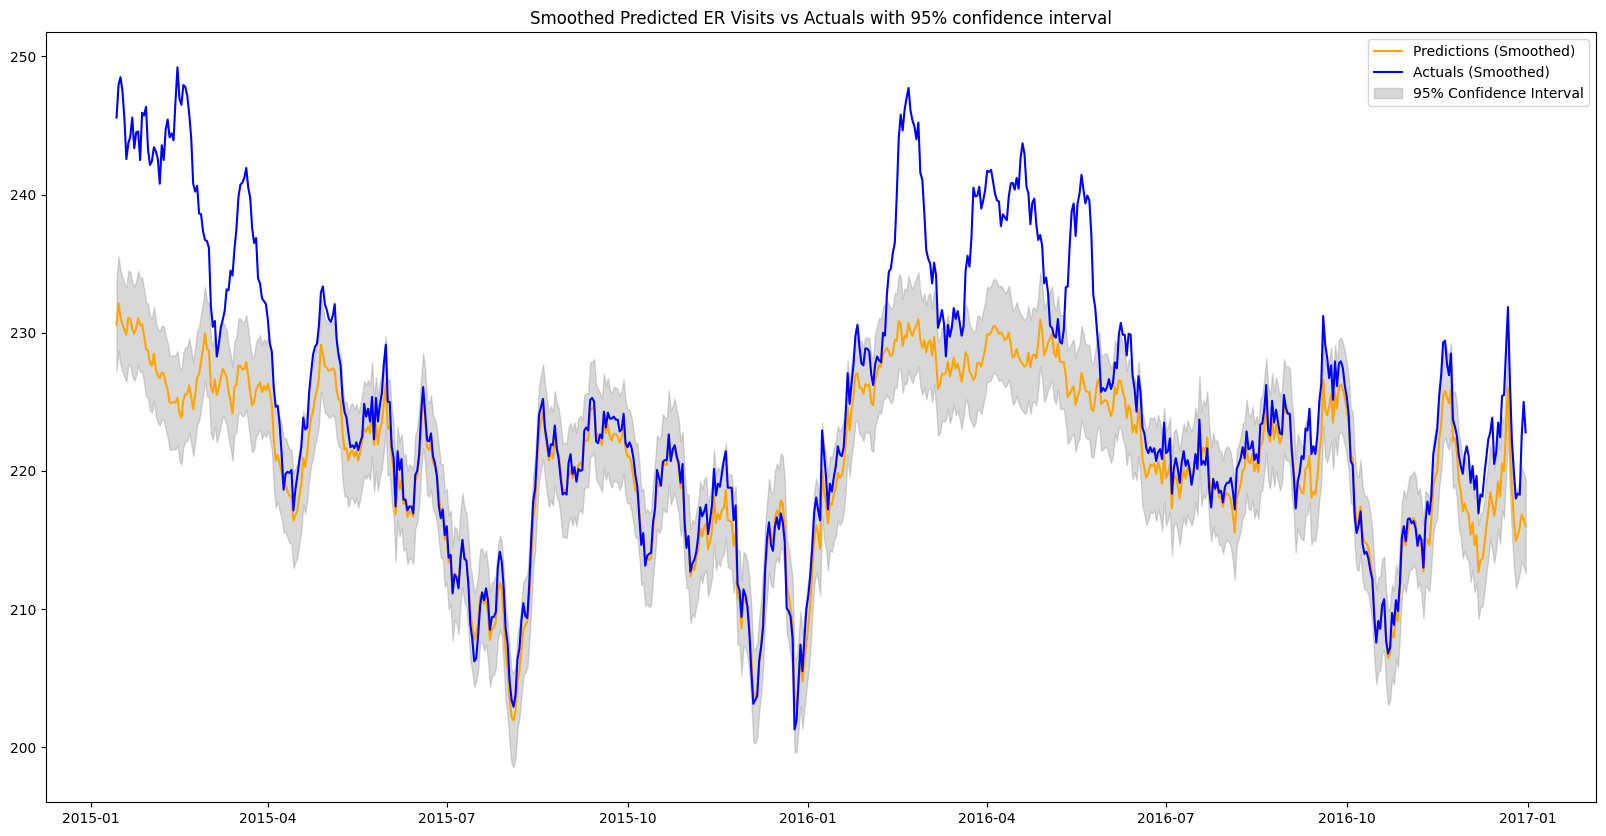 Smoothed Predicted ER Visits vs Actuals with 95% confidence interval
Predictions (Smoothed)
Actuals (Smoothed)
95% Confidence Interval
250
240
230
220
210
200
2015-01 2015-04 2015-07 2015-10 2016-01 2016-04 2016-07 2016-10 2017-01